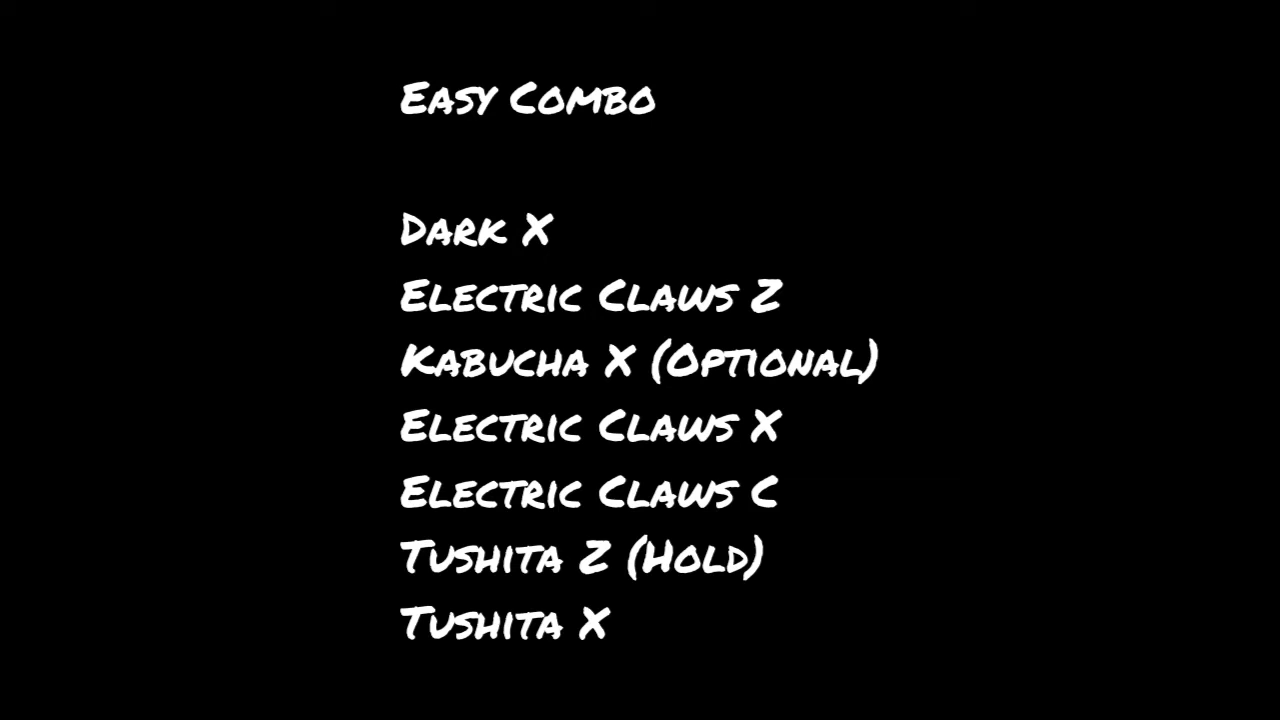 Easy Combo
Dark X
Electric Claws Z
Kabucha X (Optional)
Electric Claws X
Electric Claws C
Tushita Z (Hold)
Tushita X